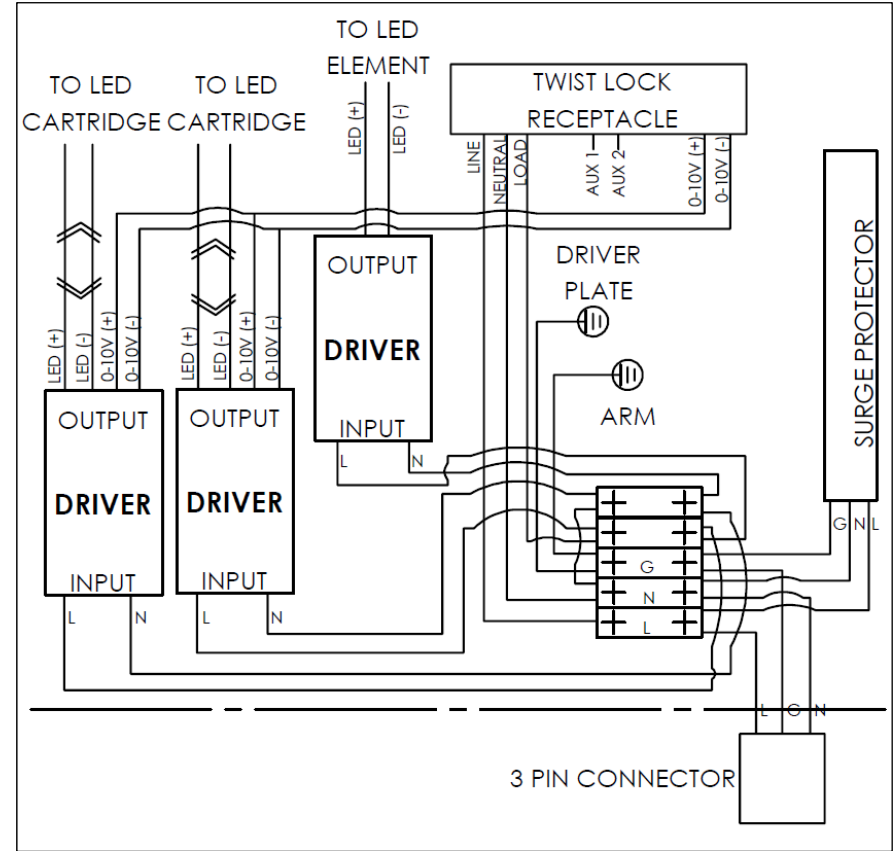 TO LED
CARTRIDGE
TO LED
CARTRIDGE
TO LED
ELEMENT
LED (+)
LED (-)
TWIST LOCK
RECEPTACLE
LINE
NEUTRAL
LOAD
AUX 1
AUX 2
0-10V (+)
0-10V (-)
SURGE PROTECTOR
G N L
DRIVER
PLATE
ARM
OUTPUT
DRIVER
INPUT
L N
LED (+)
LED (-)
0-10V (+)
0-10V (-)
OUTPUT
DRIVER
INPUT
L N
LED (+)
LED (-)
0-10V (+)
0-10V (-)
OUTPUT
DRIVER
INPUT
L N
G
N
L
L G N
3 PIN CONNECTOR